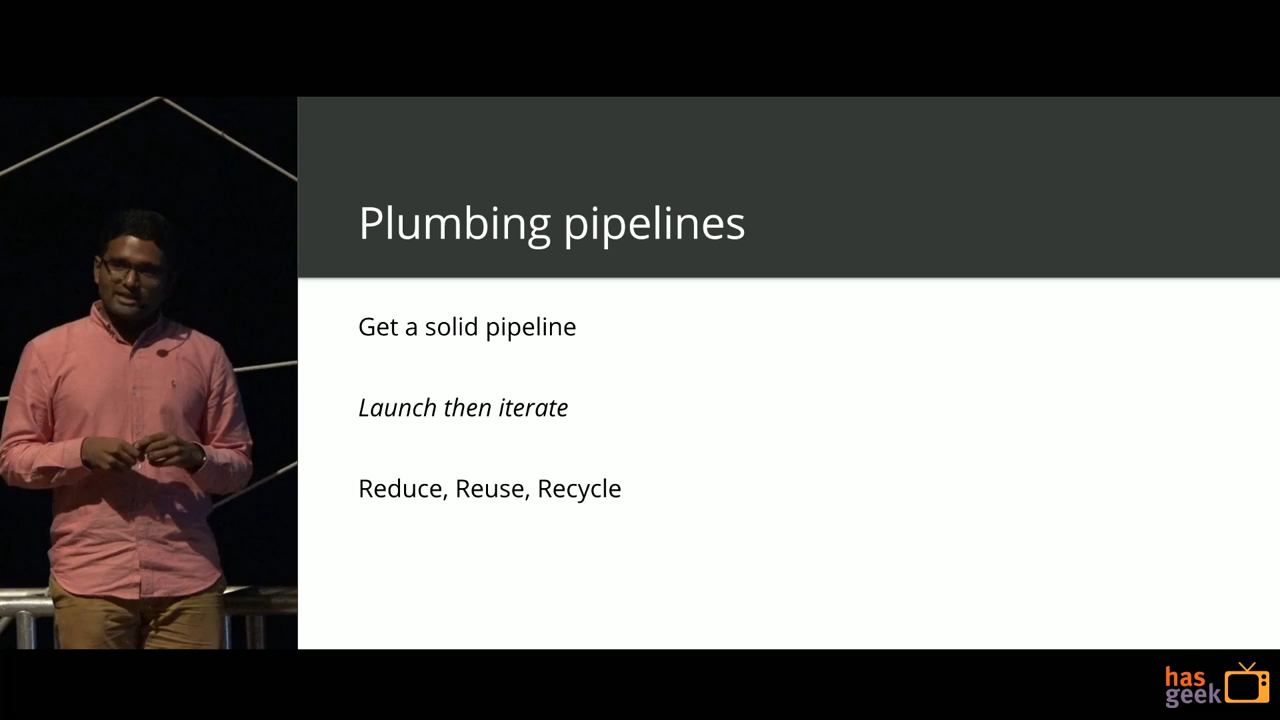 Plumbing pipelines
Get a solid pipeline
Launch then iterate
Reduce, Reuse, Recycle
has
geek